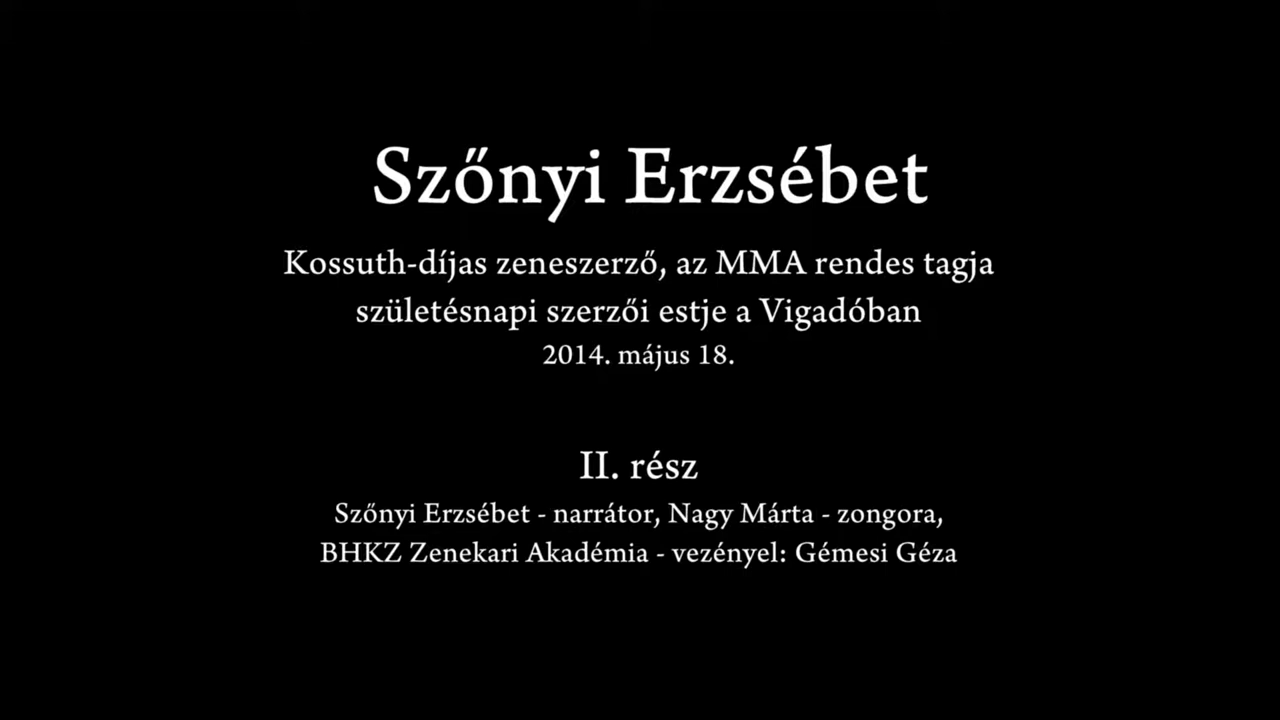 Szőnyi Erzsébet
Kossuth-díjas zeneszerző, az MMA rendes tagja
születésnapi szerzői estje a Vigadóban
2014. május 18.
II. rész
Szőnyi Erzsébet - narrátor, Nagy Márta - zongora,
BHKZ Zenekari Akadémia - vezényel: Gémesi Géza